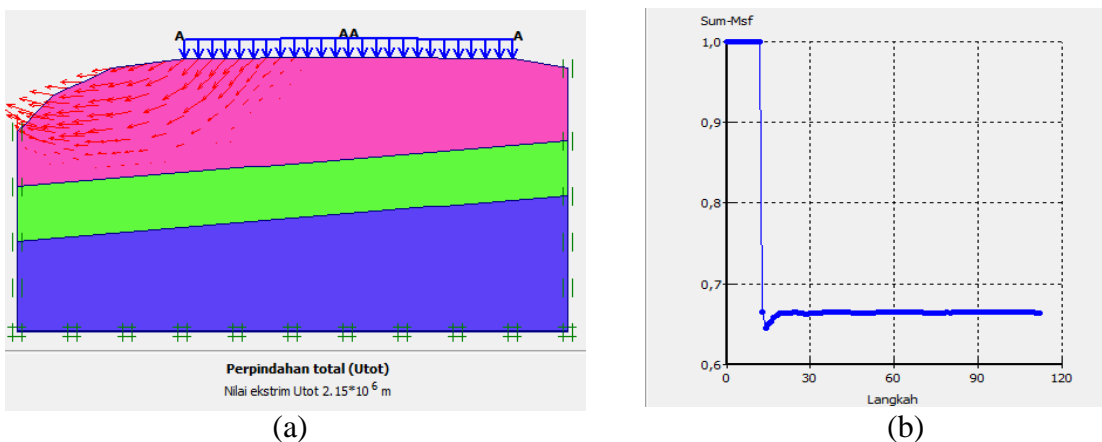 A AA A
Perpindahan total (Utot)
Nilai ekstrim Utot 2.15*10 6 m
(a)
Sum-Msf
1,0
0,9
0,8
0,7
0,6
0 30 60 90 120
Langkah
(b)